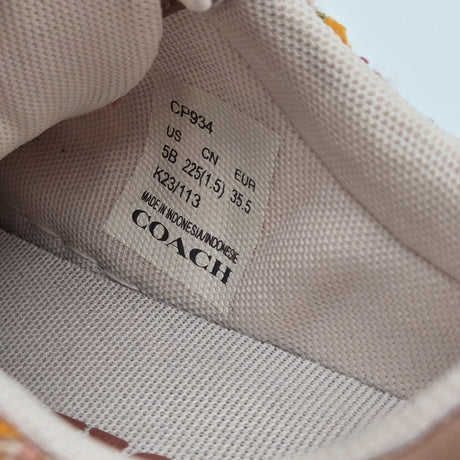 CP934
US CN EUR
5B 225(1.5) 35.5
K23/113
MADE IN INDONESIA/INDONESIE
COACH